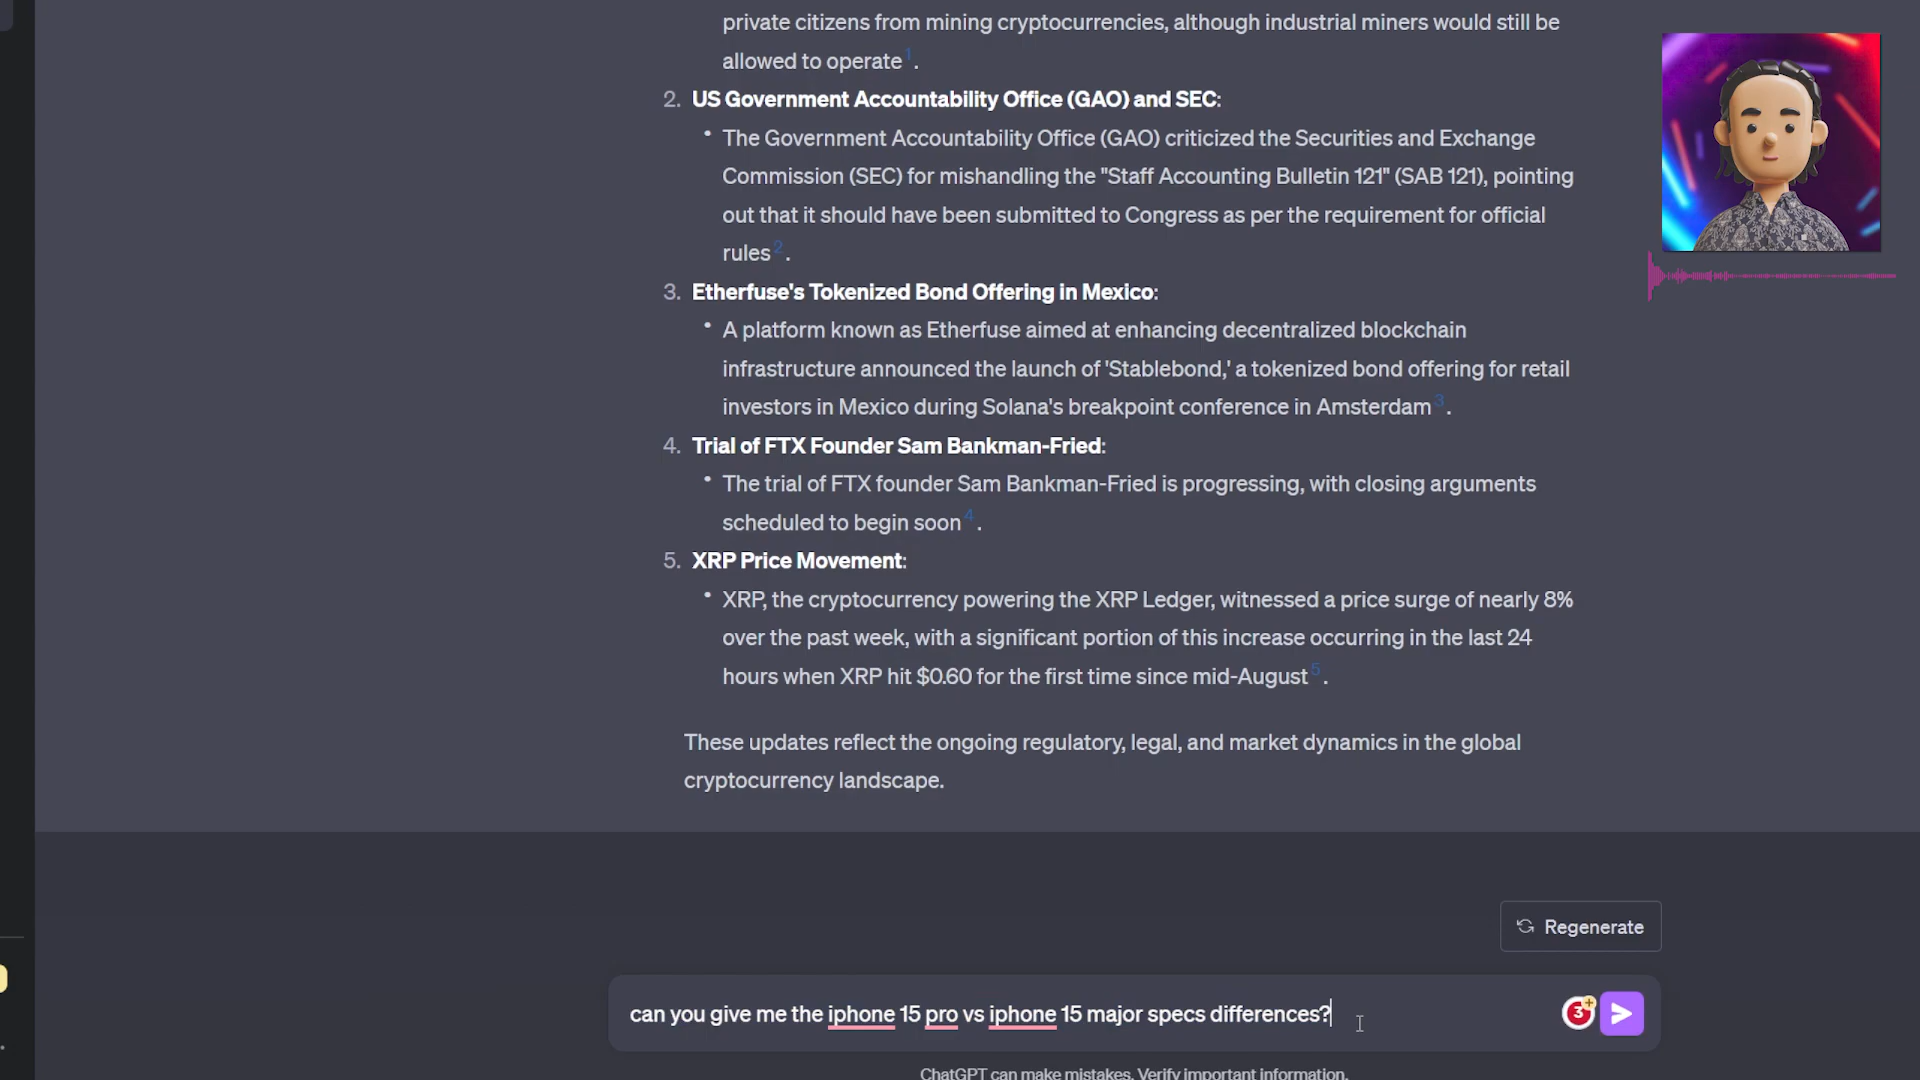 private citizens from mining cryptocurrencies, although industrial miners would still be
allowed to operate 1 .
2. US Government Accountability Office (GAO) and SEC:
• The Government Accountability Office (GAO) criticized the Securities and Exchange
Commission (SEC) for mishandling the "Staff Accounting Bulletin 121" (SAB 121), pointing
out that it should have been submitted to Congress as per the requirement for official
rules 2 .
3. Etherfuse's Tokenized Bond Offering in Mexico:
• A platform known as Etherfuse aimed at enhancing decentralized blockchain
infrastructure announced the launch of 'Stablebond,' a tokenized bond offering for retail
investors in Mexico during Solana's breakpoint conference in Amsterdam 3 .
4. Trial of FTX Founder Sam Bankman-Fried:
• The trial of FTX founder Sam Bankman-Fried is progressing, with closing arguments
scheduled to begin soon 4 .
5. XRP Price Movement:
• XRP, the cryptocurrency powering the XRP Ledger, witnessed a price surge of nearly 8%
over the past week, with a significant portion of this increase occurring in the last 24
hours when XRP hit $0.60 for the first time since mid-August 5 .
These updates reflect the ongoing regulatory, legal, and market dynamics in the global
cryptocurrency landscape.
Regenerate
can you give me the iphone 15 pro vs iphone 15 major specs differences?
3+
ChatGPT can make mistakes. Verify important information.